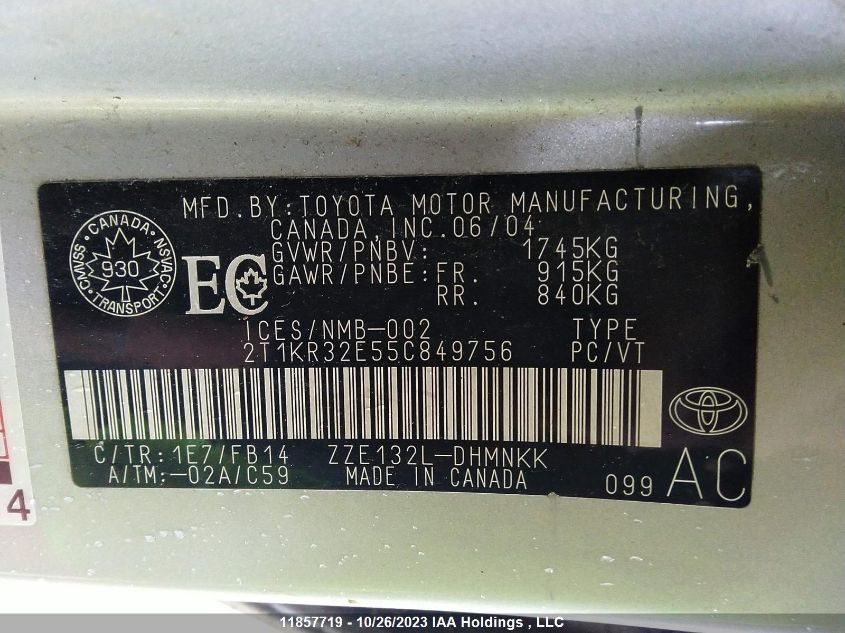 MFD.BY:TOYOTA MOTOR MANUFACTURING,
CANADA,INC.06/04
GVWR/PNBV: 1745KG
GAWR/PNBE:FR. 915KG
RR. 840KG
CANADA
CMVSS
NSVAC
930
TRANSPORT
EC
ICES/NMB-002 TYPE
2T1KR32E55C849756 PC/VT
C/TR:1E7/FB14 ZZE132L-DHMNKK
A/TM:-02A/C59 MADE IN CANADA
099 AC
4
11857719 - 10/26/2023 IAA Holdings , LLC